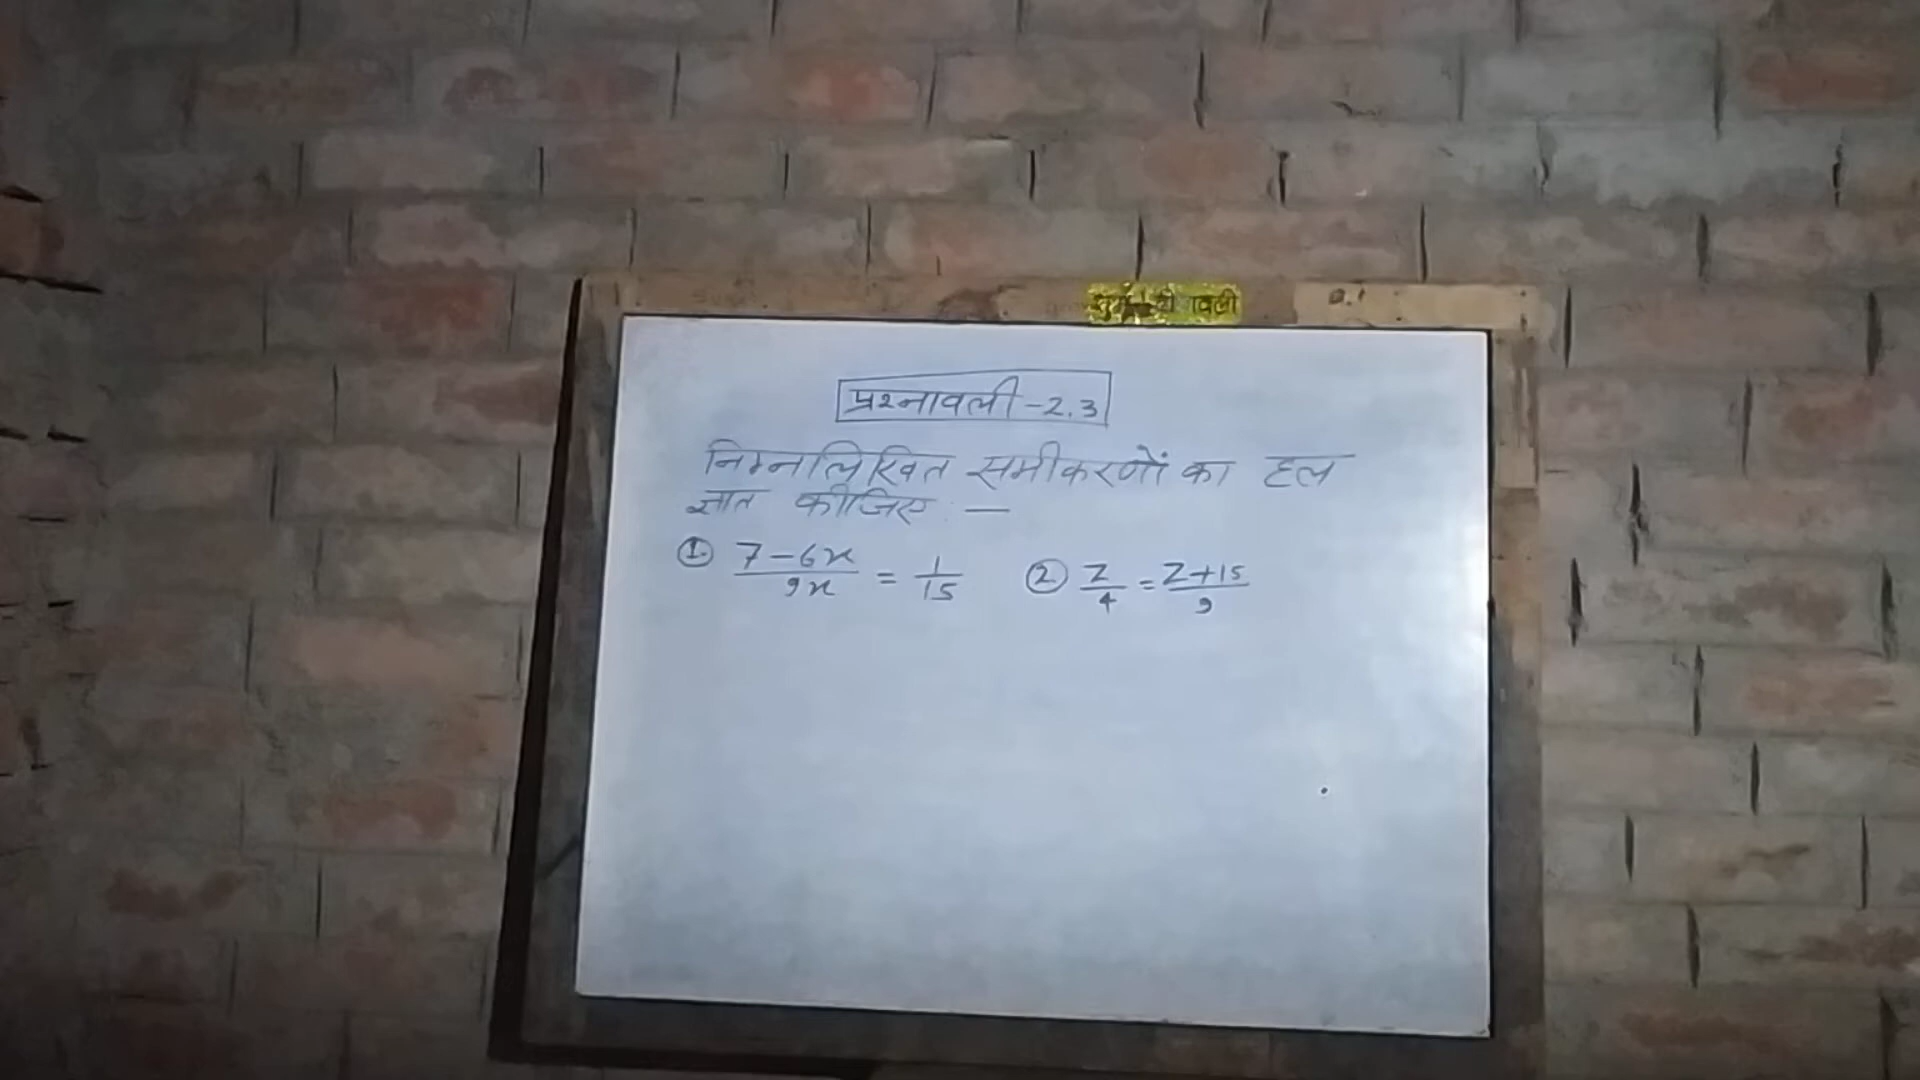 प्रश्नावली-2.3
निम्नलिखित समीकरणों का हल
ज्ञात कीजिए :—
① 7-6x/9x = 1/15 ② Z/4 = Z+15/9